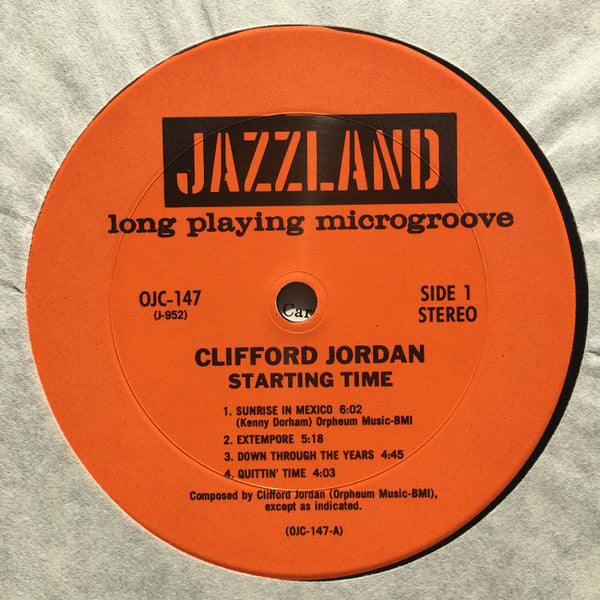 JAZZLAND
long playing microgroove
OJC-147
(J-952)
SIDE 1
STEREO
Car
CLIFFORD JORDAN
STARTING TIME
1. SUNRISE IN MEXICO 6:02
(Kenny Dorham) Orpheum Music-BMI
2. EXTEMPORE 5:18
3. DOWN THROUGH THE YEARS 4:45
4. QUITTIN' TIME 4:03
Composed by Clifford Jordan (Orpheum Music-BMI),
except as indicated.
(OJC-147-A)